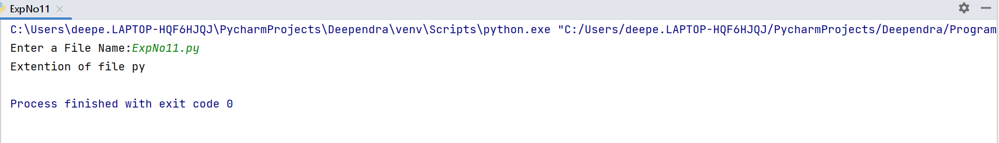 ExpNo11
C:\Users\deepe.LAPTOP-HQF6HJQJ\PycharmProjects\Deependra\venv\Scripts\python.exe "C:/Users/deepe.LAPTOP-HQF6HJQJ/PycharmProjects/Deependra/Program
Enter a File Name:ExpNo11.py
Extention of file py
Process finished with exit code 0